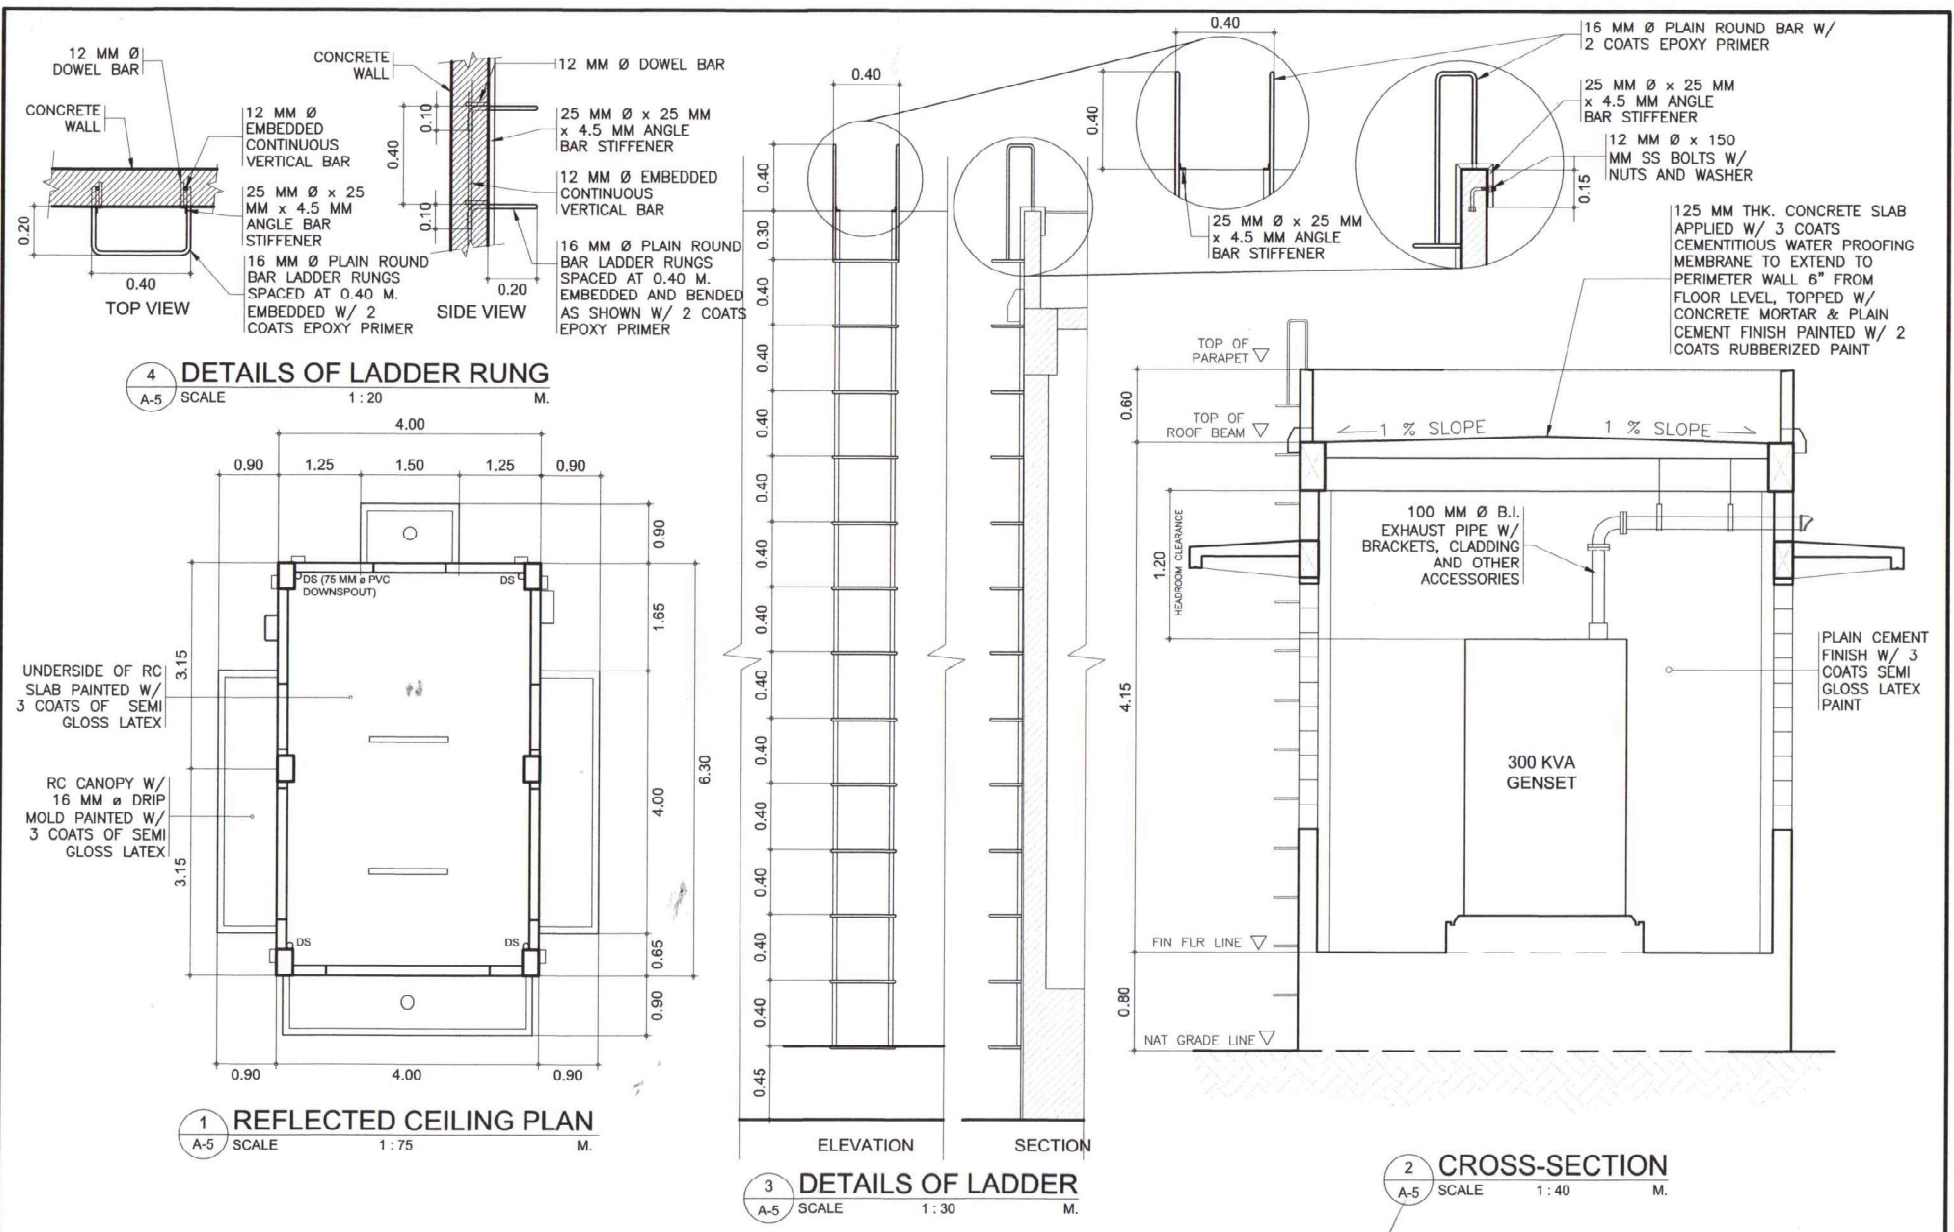 12 MM Ø
DOWEL BAR
CONCRETE
WALL
12 MM Ø
EMBEDDED
CONTINUOUS
VERTICAL BAR
25 MM Ø x 25
MM x 4.5 MM
ANGLE BAR
STIFFENER
16 MM Ø PLAIN ROUND
BAR LADDER RUNGS
SPACED AT 0.40 M.
EMBEDDED W/ 2
COATS EPOXY PRIMER
0.20
0.40
TOP VIEW
CONCRETE
WALL
12 MM Ø DOWEL BAR
25 MM Ø x 25 MM
x 4.5 MM ANGLE
BAR STIFFENER
12 MM Ø EMBEDDED
CONTINUOUS
VERTICAL BAR
16 MM Ø PLAIN ROUND
BAR LADDER RUNGS
SPACED AT 0.40 M.
EMBEDDED AND BENDED
AS SHOWN W/ 2 COATS
EPOXY PRIMER
0.10
0.40
0.10
0.20
SIDE VIEW
4
A-5
DETAILS OF LADDER RUNG
SCALE 1:20 M.
4.00
0.90 1.25 1.50 1.25 0.90
0.90
1.65
4.00
0.65
0.90
6.30
3.15
3.15
DS (75 MM ø PVC
DOWNSPOUT)
DS
DS
DS
UNDERSIDE OF RC
SLAB PAINTED W/
3 COATS OF SEMI
GLOSS LATEX
RC CANOPY W/
16 MM ø DRIP
MOLD PAINTED W/
3 COATS OF SEMI
GLOSS LATEX
0.90 4.00 0.90
1
A-5
REFLECTED CEILING PLAN
SCALE 1:75 M.
0.40
0.40
0.30
0.40
0.40
0.40
0.40
0.40
0.40
0.40
0.40
0.40
0.40
0.40
0.40
0.45
ELEVATION
SECTION
3
A-5
DETAILS OF LADDER
SCALE 1:30 M.
0.40
0.40
25 MM Ø x 25 MM
x 4.5 MM ANGLE
BAR STIFFENER
16 MM Ø PLAIN ROUND BAR W/
2 COATS EPOXY PRIMER
25 MM Ø x 25 MM
x 4.5 MM ANGLE
BAR STIFFENER
12 MM Ø x 150
MM SS BOLTS W/
NUTS AND WASHER
0.15
125 MM THK. CONCRETE SLAB
APPLIED W/ 3 COATS
CEMENTITIOUS WATER PROOFING
MEMBRANE TO EXTEND TO
PERIMETER WALL 6" FROM
FLOOR LEVEL, TOPPED W/
CONCRETE MORTAR & PLAIN
CEMENT FINISH PAINTED W/ 2
COATS RUBBERIZED PAINT
TOP OF
PARAPET
TOP OF
ROOF BEAM
0.60
1 % SLOPE
1 % SLOPE
1.20
HEADROOM CLEARANCE
100 MM Ø B.I.
EXHAUST PIPE W/
BRACKETS, CLADDING
AND OTHER
ACCESSORIES
PLAIN CEMENT
FINISH W/ 3
COATS SEMI
GLOSS LATEX
PAINT
4.15
300 KVA
GENSET
FIN FLR LINE
0.80
NAT GRADE LINE
2
A-5
CROSS-SECTION
SCALE 1:40 M.